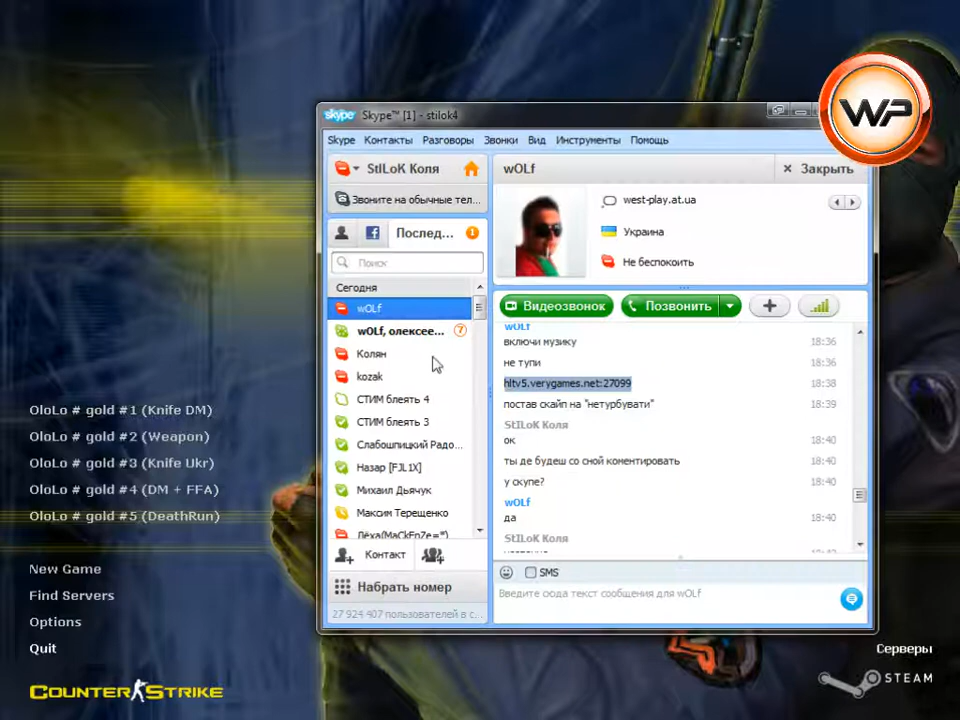 WP
skype Skype™ [1] - stilok4
Skype Контакты Разговоры Звонки Вид Инструменты Помощь
StILoK Коля
Звоните на обычные тел...
Послед... 1
Поиск
Сегодня
wOLf
wOLf, олексее... 7
Колян
kozak
СТИМ блеять 4
СТИМ блеять 3
Слабошпицкий Радо...
Назар [FJL1X]
Михаил Дьячук
Максим Терещенко
Лёха(MaCkEnZe=*)
Контакт
Набрать номер
27 924 407 пользователей в с...
wOLf
Закрыть
west-play.at.ua
Украина
Не беспокоить
Видеозвонок Позвонить
wOLf
включи музику 18:36
не тупи 18:36
hltv5.verygames.net:27099 18:38
постав скайп на "нетурбувати" 18:39
StILoK Коля
ок 18:40
ты де будеш со сной коментировать 18:40
у скупе? 18:40
wOLf
да 18:40
StILoK Коля
SMS
Введите сюда текст сообщения для wOLf
OloLo # gold #1 (Knife DM)
OloLo # gold #2 (Weapon)
OloLo # gold #3 (Knife Ukr)
OloLo # gold #4 (DM + FFA)
OloLo # gold #5 (DeathRun)
New Game
Find Servers
Options
Quit
COUNTER STRIKE
Серверы
STEAM